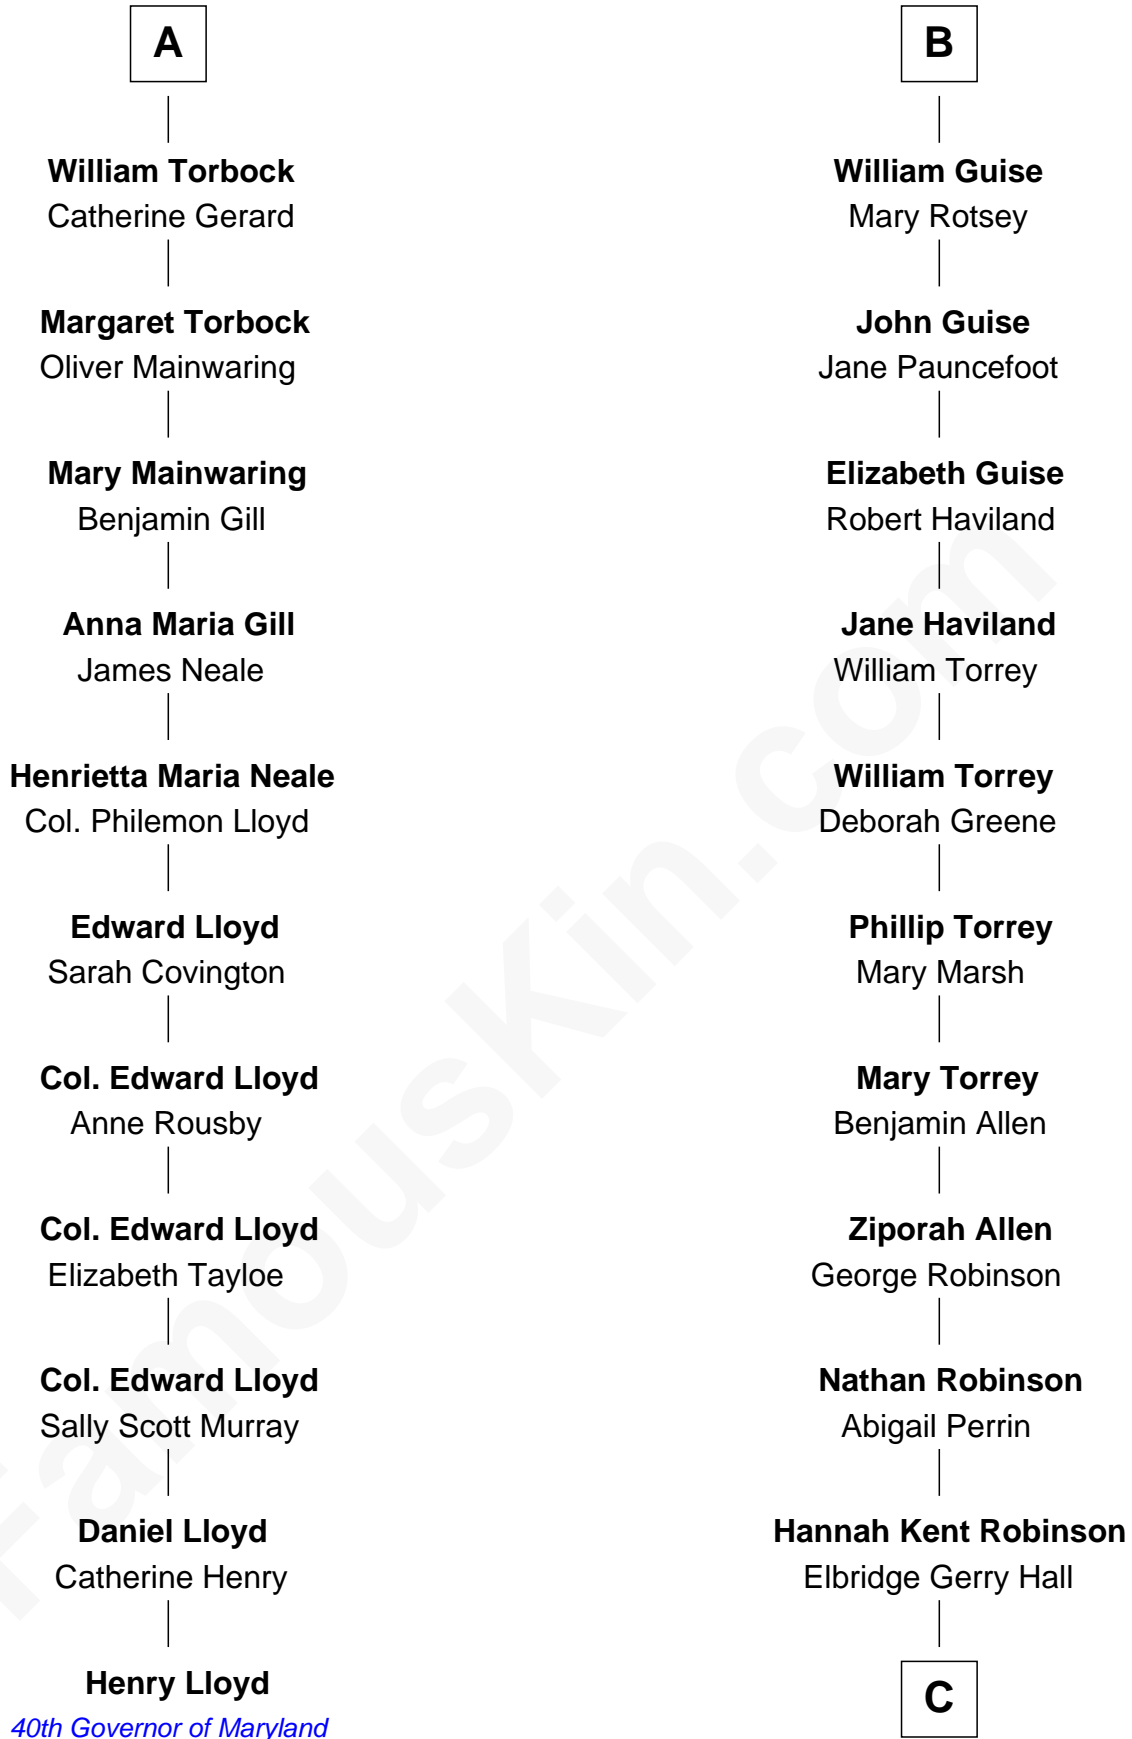 A
William Torbock
Catherine Gerard
Margaret Torbock
Oliver Mainwaring
Mary Mainwaring
Benjamin Gill
Anna Maria Gill
James Neale
Henrietta Maria Neale
Col. Philemon Lloyd
Edward Lloyd
Sarah Covington
Col. Edward Lloyd
Anne Rousby
Col. Edward Lloyd
Elizabeth Tayloe
Col. Edward Lloyd
Sally Scott Murray
Daniel Lloyd
Catherine Henry
Henry Lloyd
40th Governor of Maryland
B
William Guise
Mary Rotsey
John Guise
Jane Pauncefoot
Elizabeth Guise
Robert Haviland
Jane Haviland
William Torrey
William Torrey
Deborah Greene
Phillip Torrey
Mary Marsh
Mary Torrey
Benjamin Allen
Ziporah Allen
George Robinson
Nathan Robinson
Abigail Perrin
Hannah Kent Robinson
Elbridge Gerry Hall
C
FamousKin.com